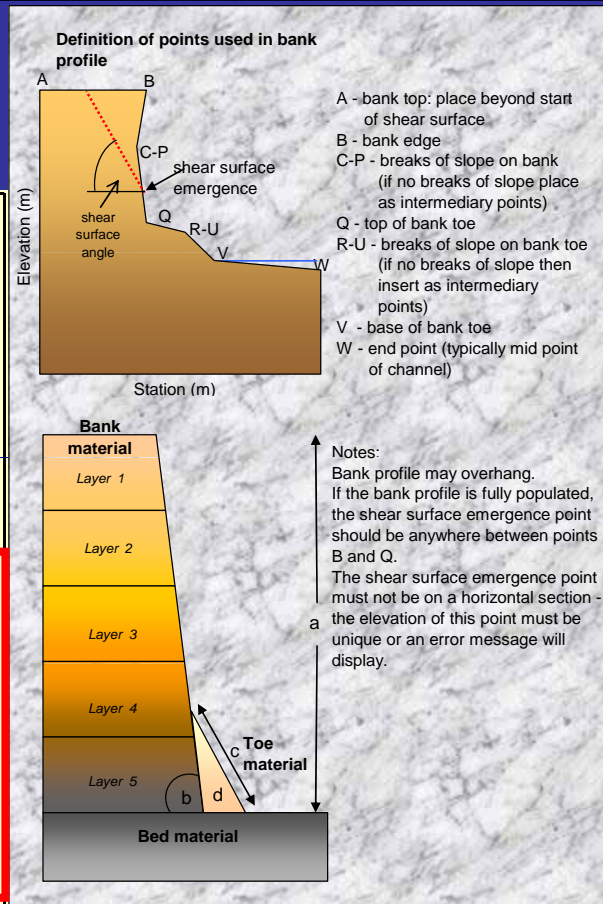 Definition of points used in bank
profile
A
B
C-P
shear surface
emergence
shear
surface
angle
Q
R-U
V
W
Elevation (m)
Station (m)
A - bank top: place beyond start
of shear surface
B - bank edge
C-P - breaks of slope on bank
(if no breaks of slope place
as intermediary points)
Q - top of bank toe
R-U - breaks of slope on bank toe
(if no breaks of slope then
insert as intermediary
points)
V - base of bank toe
W - end point (typically mid point
of channel)
Bank
material
Layer 1
Layer 2
Layer 3
Layer 4
Layer 5
a
b
c
d
Toe
material
Bed material
Notes:
Bank profile may overhang.
If the bank profile is fully populated,
the shear surface emergence point
should be anywhere between points
B and Q.
The shear surface emergence point
must not be on a horizontal section -
the elevation of this point must be
unique or an error message will
display.